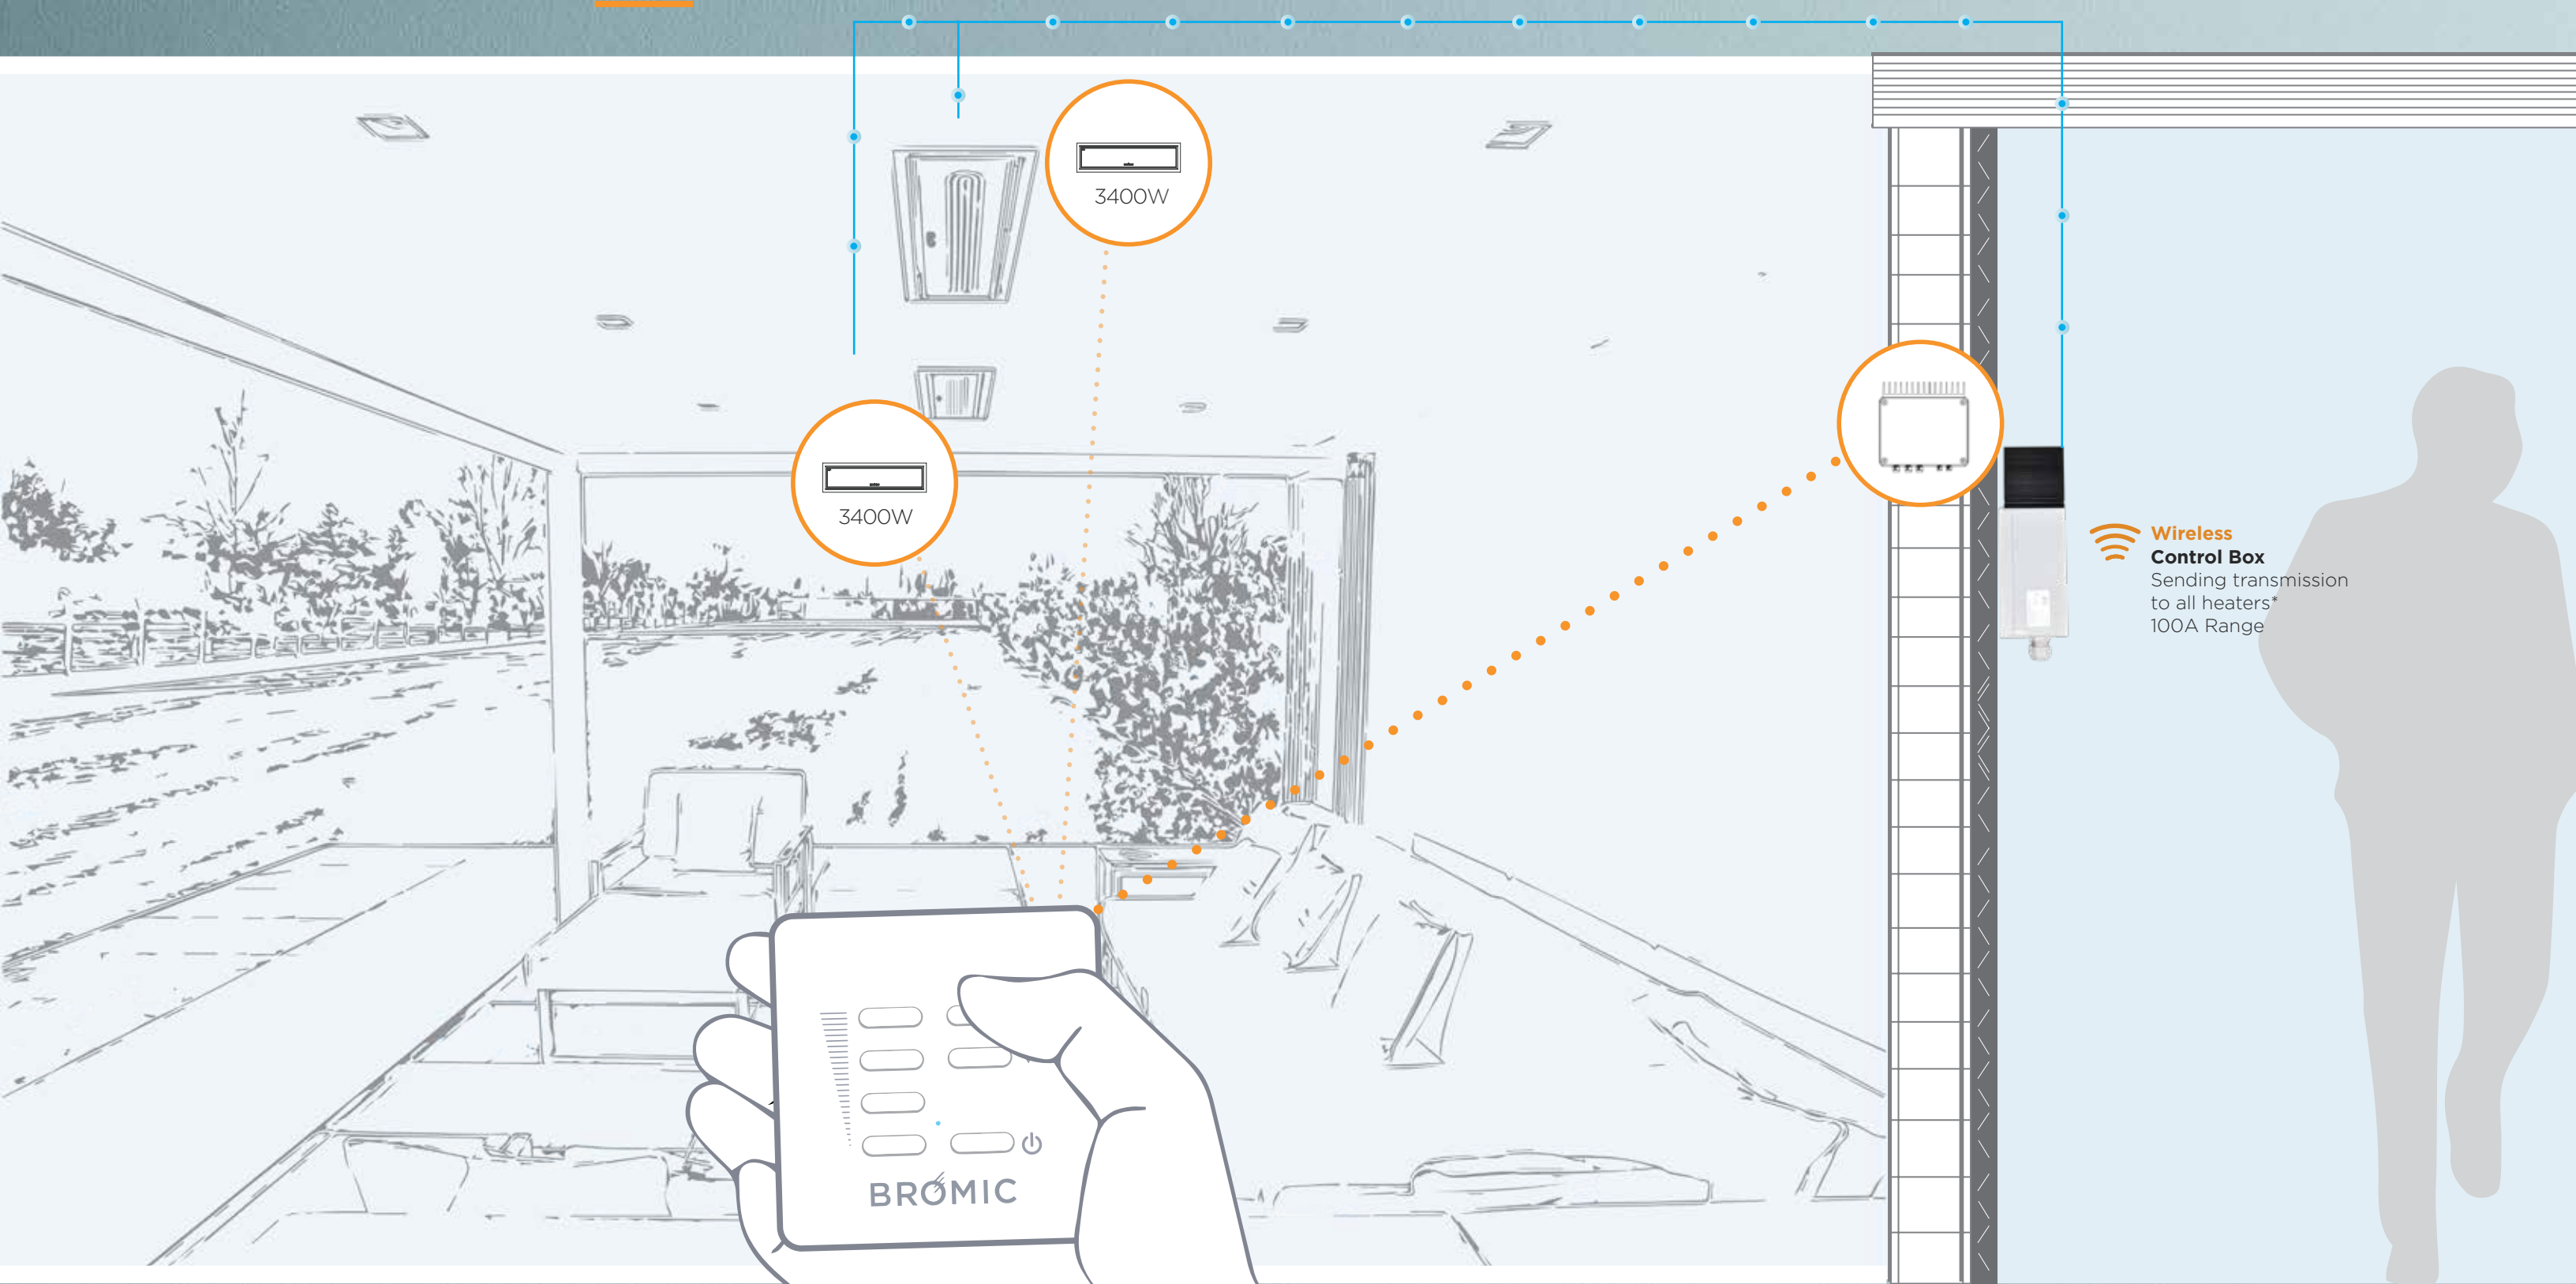 3400W
3400W
Wireless
Control Box
Sending transmission
to all heaters*
100A Range
BROMIC